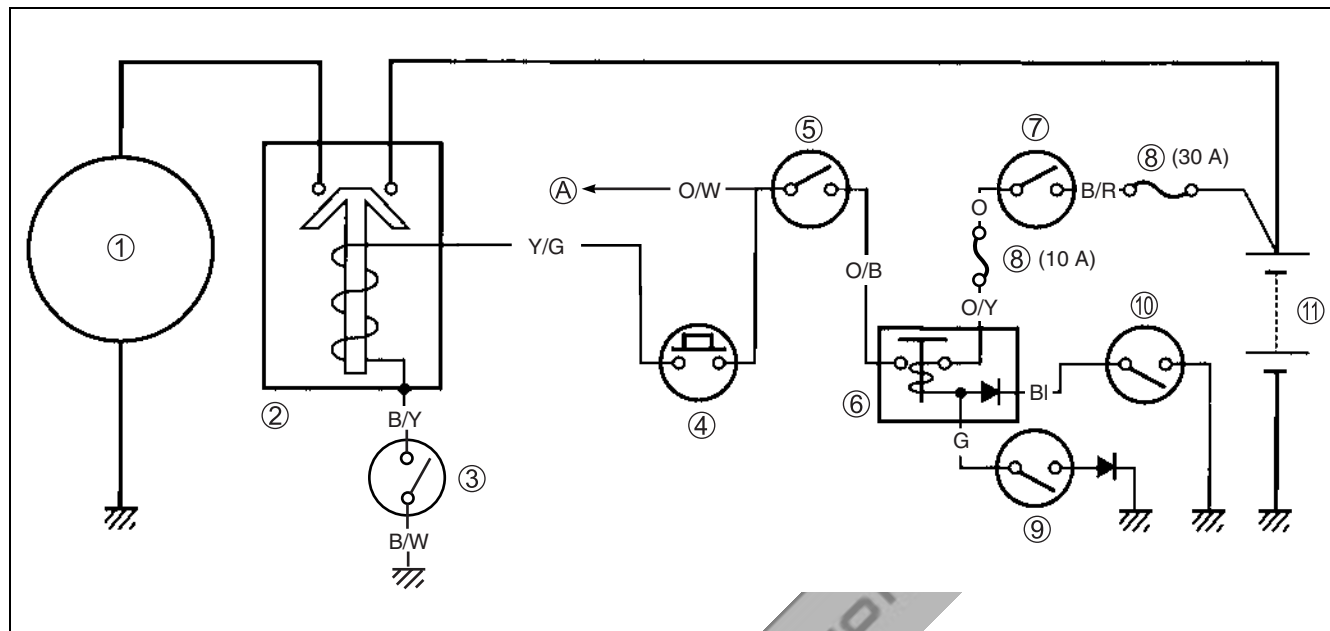 ⑤
⑦
⑧ (30 A)
Ⓐ
O/W
B/R
O
①
Y/G
⑧ (10 A)
O/B
O/Y
⑩
⑪
②
④
⑥
Bl
B/Y
G
③
⑨
B/W